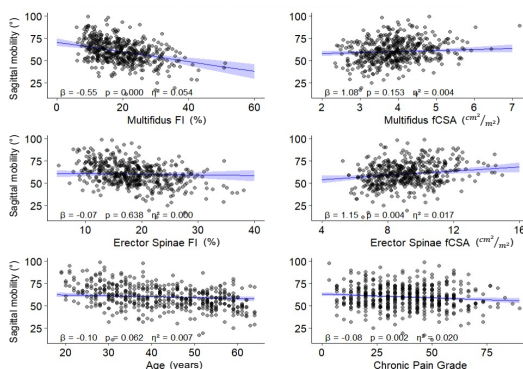 Sagittal mobility (°)
100
75
50
25
β = -0.55 p = 0.000 η² = 0.054
0 20 40 60
Multifidus FI (%)
100
75
50
25
β = 1.08 p = 0.153 η² = 0.004
2 3 4 5 6 7
Multifidus fCSA (cm²/m²)
Sagittal mobility (°)
100
75
50
25
β = -0.07 p = 0.638 η² = 0.000
10 20 30 40
Erector Spinae FI (%)
100
75
50
25
β = 1.15 p = 0.004 η² = 0.017
4 8 12 16
Erector Spinae fCSA (cm²/m²)
Sagittal mobility (°)
100
75
50
25
β = -0.10 p = 0.062 η² = 0.007
20 30 40 50 60
Age (years)
100
75
50
25
β = -0.08 p = 0.002 η² = 0.020
0 25 50 75
Chronic Pain Grade